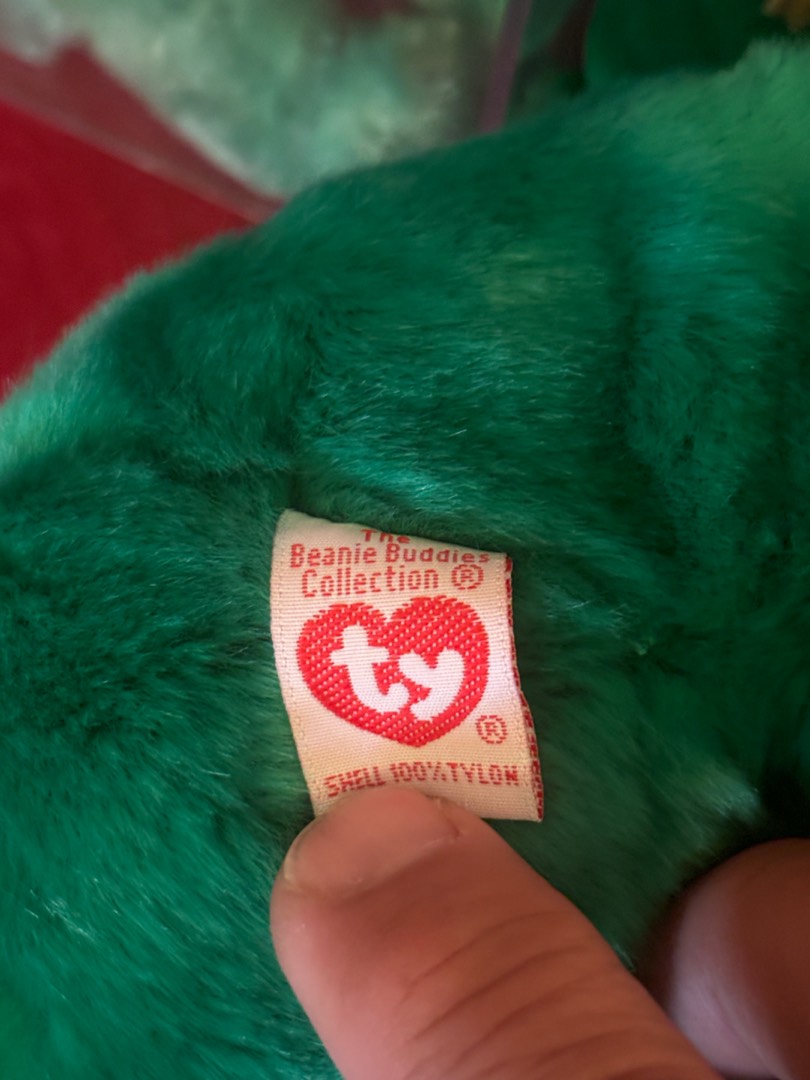 The
Beanie Buddies
Collection ®
ty
®
SHELL 100% TYLON